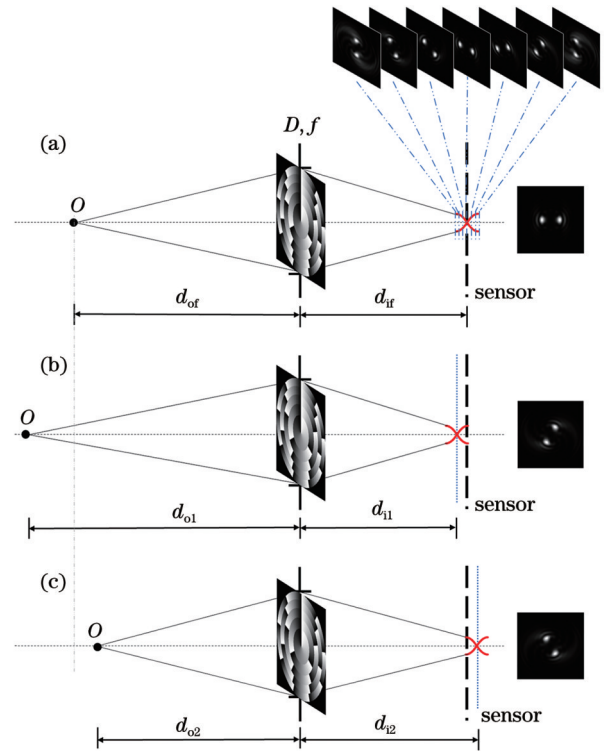 D, f
(a)
O
sensor
d_of
d_if
(b)
O
sensor
d_o1
d_i1
(c)
O
sensor
d_o2
d_i2